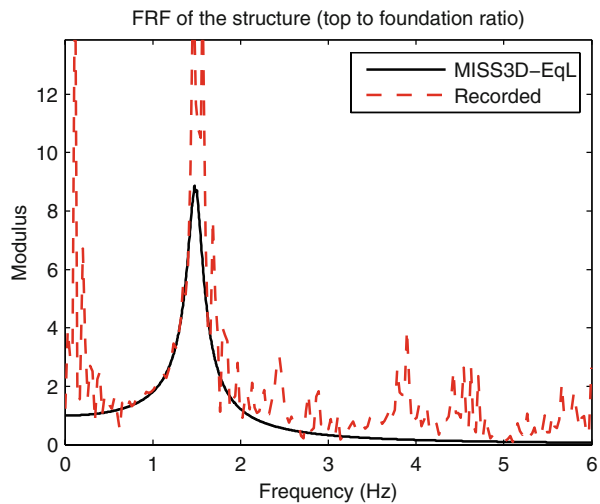 FRF of the structure (top to foundation ratio)
MISS3D−EqL
Recorded
Modulus
12
10
8
6
4
2
0
0 1 2 3 4 5 6
Frequency (Hz)